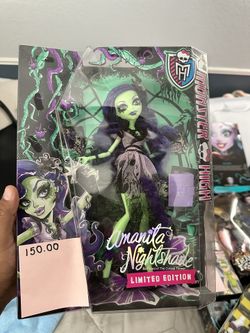 MONSTER HIGH
Amanita
Nightshade
LIMITED EDITION
150.00